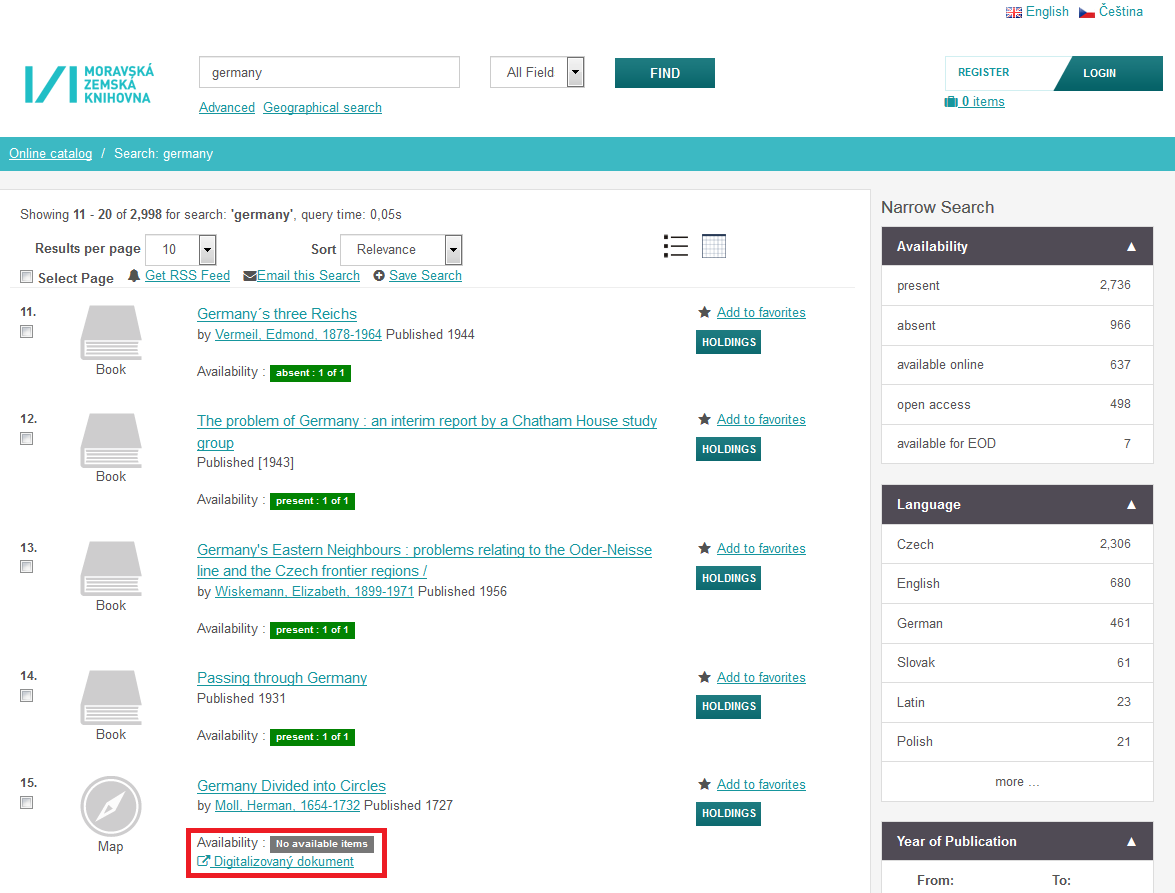 English Čeština
MORAVSKÁ
ZEMSKÁ
KNIHOVNA
germany
All Field
FIND
REGISTER
LOGIN
Advanced Geographical search
0 items
Online catalog / Search: germany
Showing 11 - 20 of 2,998 for search: 'germany', query time: 0,05s
Results per page 10 Sort Relevance
Select Page Get RSS Feed Email this Search Save Search
11.
Book
Germany´s three Reichs
by Vermeil, Edmond, 1878-1964 Published 1944
Availability : absent : 1 of 1
Add to favorites
HOLDINGS
12.
Book
The problem of Germany : an interim report by a Chatham House study
group
Published [1943]
Availability : present : 1 of 1
Add to favorites
HOLDINGS
13.
Book
Germany's Eastern Neighbours : problems relating to the Oder-Neisse
line and the Czech frontier regions /
by Wiskemann, Elizabeth, 1899-1971 Published 1956
Availability : present : 1 of 1
Add to favorites
HOLDINGS
14.
Book
Passing through Germany
Published 1931
Availability : present : 1 of 1
Add to favorites
HOLDINGS
15.
Map
Germany Divided into Circles
by Moll, Herman, 1654-1732 Published 1727
Availability : No available items
Digitalizovaný dokument
Add to favorites
HOLDINGS
Narrow Search
Availability ▲
present 2,736
absent 966
available online 637
open access 498
available for EOD 7
Language ▲
Czech 2,306
English 680
German 461
Slovak 61
Latin 23
Polish 21
more …
Year of Publication ▲
From: To: